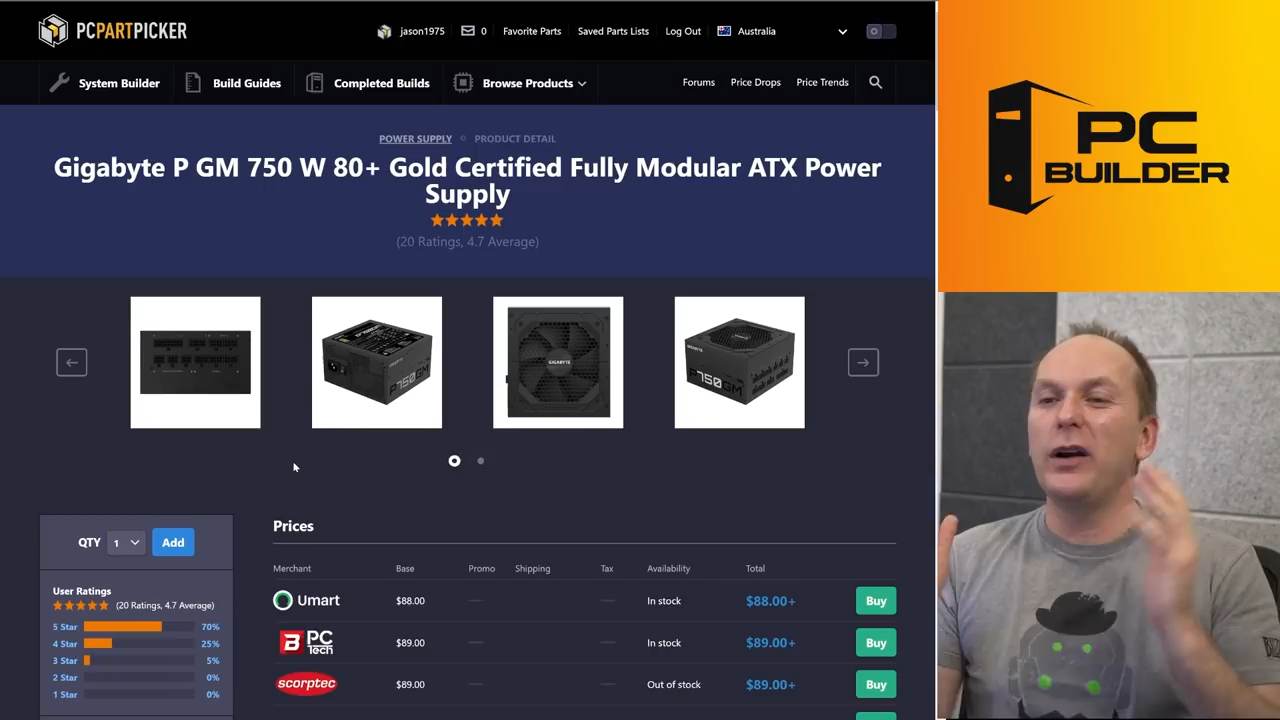 PCPARTPICKER
jason1975
0
Favorite Parts
Saved Parts Lists
Log Out
Australia
System Builder
Build Guides
Completed Builds
Browse Products
Forums
Price Drops
Price Trends
POWER SUPPLY
PRODUCT DETAIL
Gigabyte P GM 750 W 80+ Gold Certified Fully Modular ATX Power
Supply
(20 Ratings, 4.7 Average)
P750GM
GIGABYTE
GIGABYTE
P750GM
QTY 1 Add
User Ratings
(20 Ratings, 4.7 Average)
5 Star 70%
4 Star 25%
3 Star 5%
2 Star 0%
1 Star 0%
Prices
Merchant Base Promo Shipping Tax Availability Total
Umart $88.00 — — In stock $88.00+ Buy
PC Tech $89.00 — — In stock $89.00+ Buy
scorptec $89.00 — — Out of stock $89.00+ Buy
PC
BUILDER